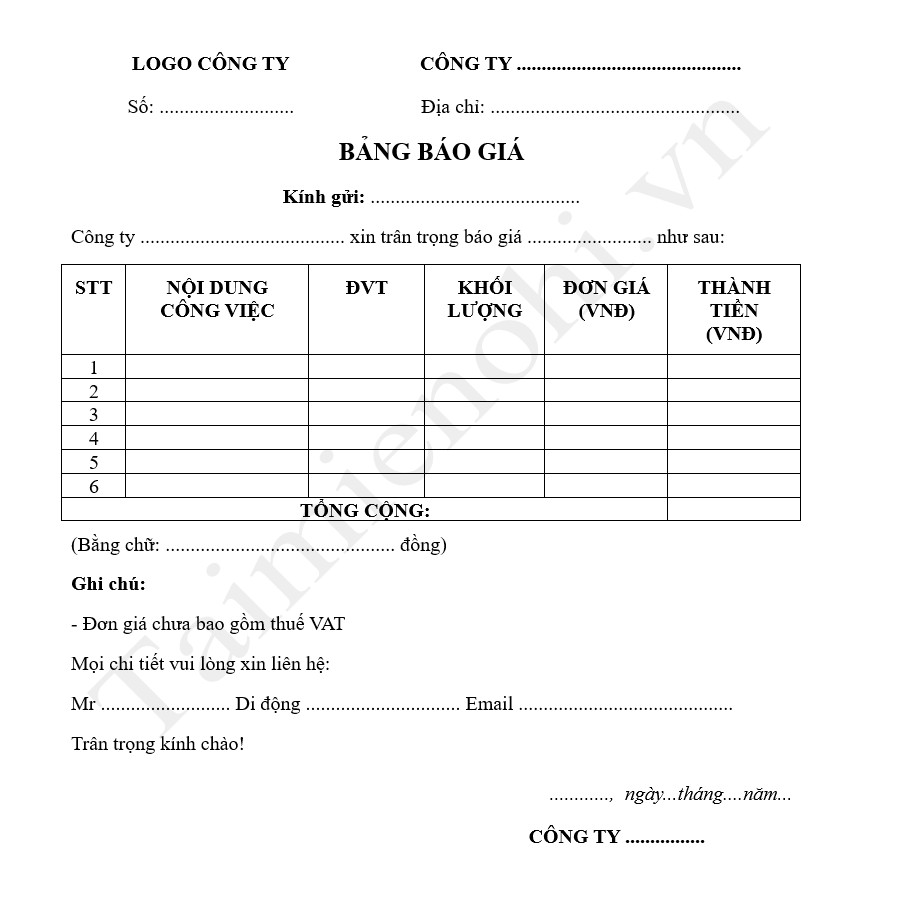 LOGO CÔNG TY
CÔNG TY .............................................
Số: ...........................
Địa chỉ: ..................................................
BẢNG BÁO GIÁ
Kính gửi: ..........................................
Công ty ......................................... xin trân trọng báo giá ......................... như sau:
STT NỘI DUNG CÔNG VIỆC ĐVT KHỐI LƯỢNG ĐƠN GIÁ (VNĐ) THÀNH TIỀN (VNĐ)
1
2
3
4
5
6
TỔNG CỘNG:
(Bằng chữ: .............................................. đồng)
Ghi chú:
- Đơn giá chưa bao gồm thuế VAT
Mọi chi tiết vui lòng xin liên hệ:
Mr .......................... Di động ............................... Email ...........................................
Trân trọng kính chào!
............, ngày...tháng....năm...
CÔNG TY ................
Taimienphi.vn